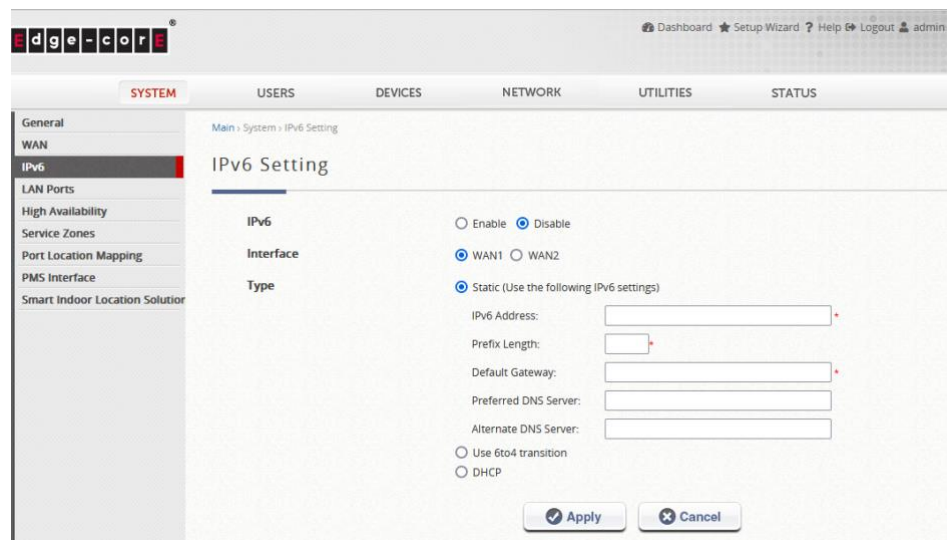 Edge-corE®
Dashboard Setup Wizard ? Help Logout admin
SYSTEM USERS DEVICES NETWORK UTILITIES STATUS
General
WAN
IPv6
LAN Ports
High Availability
Service Zones
Port Location Mapping
PMS Interface
Smart Indoor Location Solution
Main › System › IPv6 Setting
IPv6 Setting
IPv6 Enable Disable
Interface WAN1 WAN2
Type Static (Use the following IPv6 settings)
IPv6 Address: *
Prefix Length: *
Default Gateway: *
Preferred DNS Server:
Alternate DNS Server:
Use 6to4 transition
DHCP
Apply Cancel